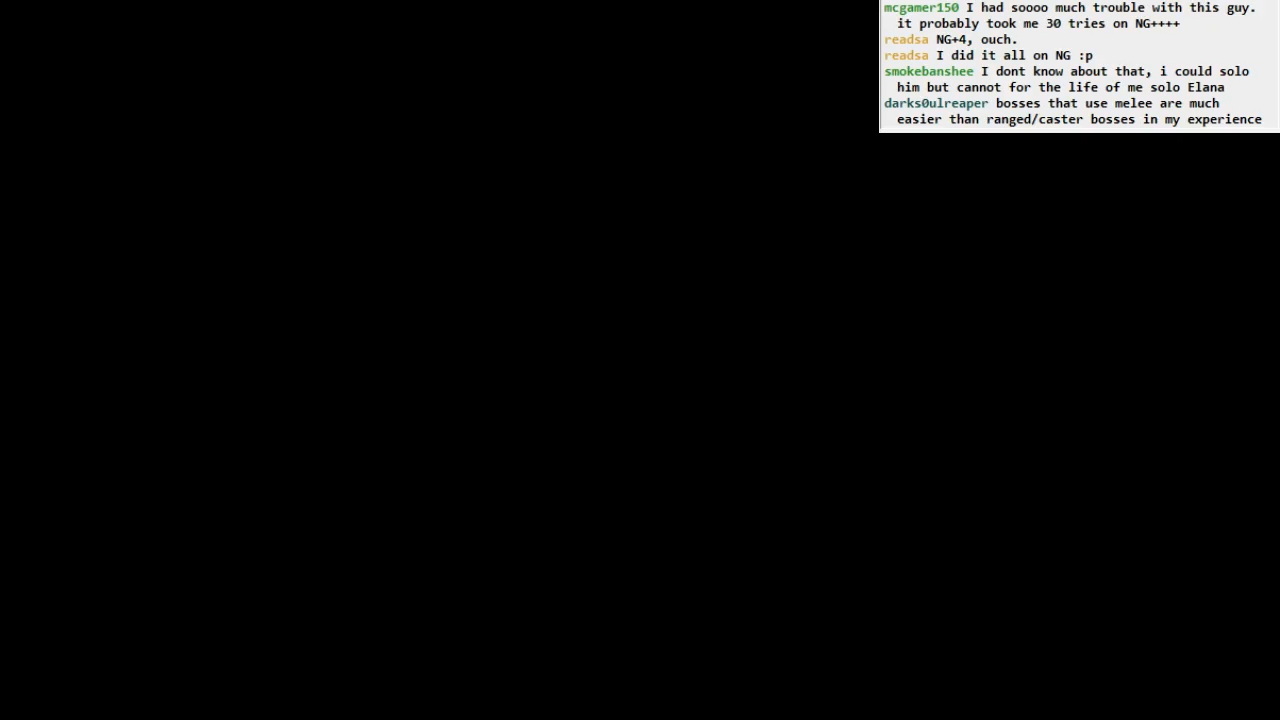 mcgamer150 I had soooo much trouble with this guy.
it probably took me 30 tries on NG++++
readsa NG+4, ouch.
readsa I did it all on NG :p
smokebanshee I dont know about that, i could solo
him but cannot for the life of me solo Elana
darks0ulreaper bosses that use melee are much
easier than ranged/caster bosses in my experience